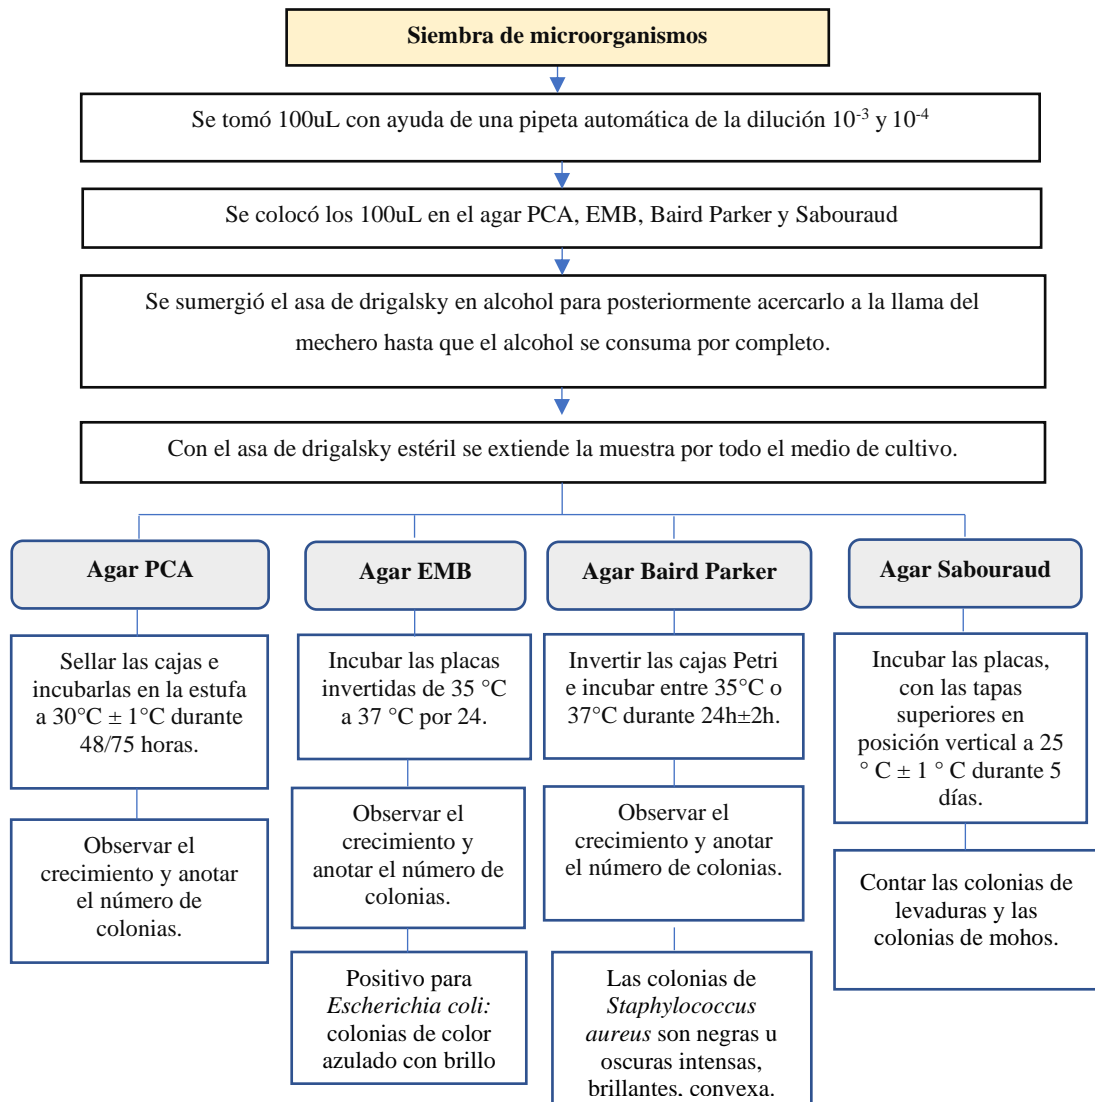 Siembra de microorganismos
Se tomó 100uL con ayuda de una pipeta automática de la dilución 10⁻³ y 10⁻⁴
Se colocó los 100uL en el agar PCA, EMB, Baird Parker y Sabouraud
Se sumergió el asa de drigalsky en alcohol para posteriormente acercarlo a la llama del
mechero hasta que el alcohol se consuma por completo.
Con el asa de drigalsky estéril se extiende la muestra por todo el medio de cultivo.
Agar PCA
Sellar las cajas e
incubarlas en la estufa
a 30°C ± 1°C durante
48/75 horas.
Observar el
crecimiento y anotar
el número de
colonias.
Agar EMB
Incubar las placas
invertidas de 35 °C
a 37 °C por 24.
Observar el
crecimiento y
anotar el número de
colonias.
Positivo para
Escherichia coli:
colonias de color
azulado con brillo
Agar Baird Parker
Invertir las cajas Petri
e incubar entre 35°C o
37°C durante 24h±2h.
Observar el
crecimiento y anotar
el número de colonias.
Las colonias de
Staphylococcus
aureus son negras u
oscuras intensas,
brillantes, convexa.
Agar Sabouraud
Incubar las placas,
con las tapas
superiores en
posición vertical a 25
° C ± 1 ° C durante 5
días.
Contar las colonias de
levaduras y las
colonias de mohos.